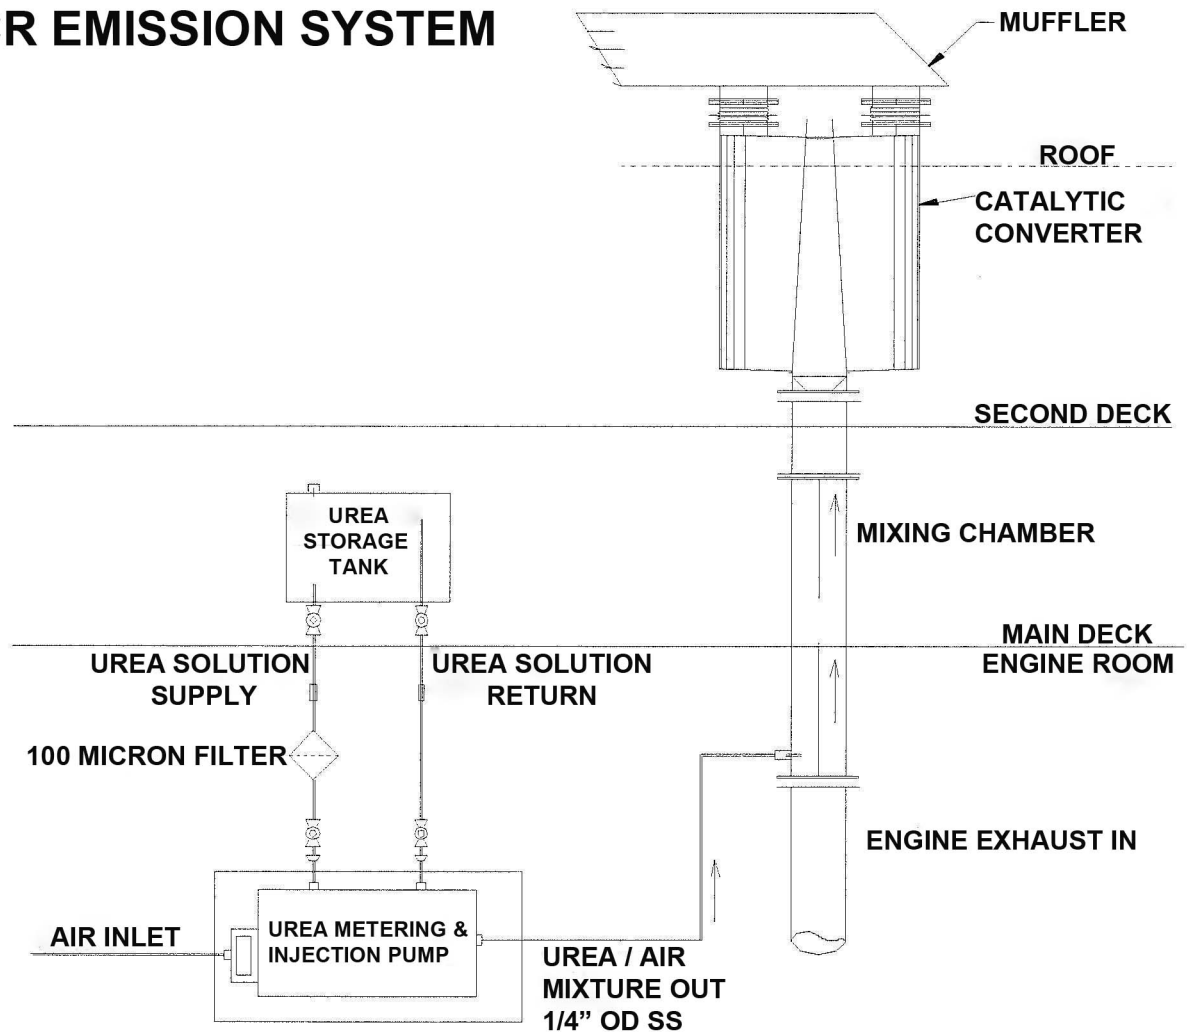 R EMISSION SYSTEM
MUFFLER
ROOF
CATALYTIC
CONVERTER
SECOND DECK
UREA
STORAGE
TANK
MIXING CHAMBER
MAIN DECK
ENGINE ROOM
UREA SOLUTION
SUPPLY
UREA SOLUTION
RETURN
100 MICRON FILTER
ENGINE EXHAUST IN
AIR INLET
UREA METERING &
INJECTION PUMP
UREA / AIR
MIXTURE OUT
1/4” OD SS